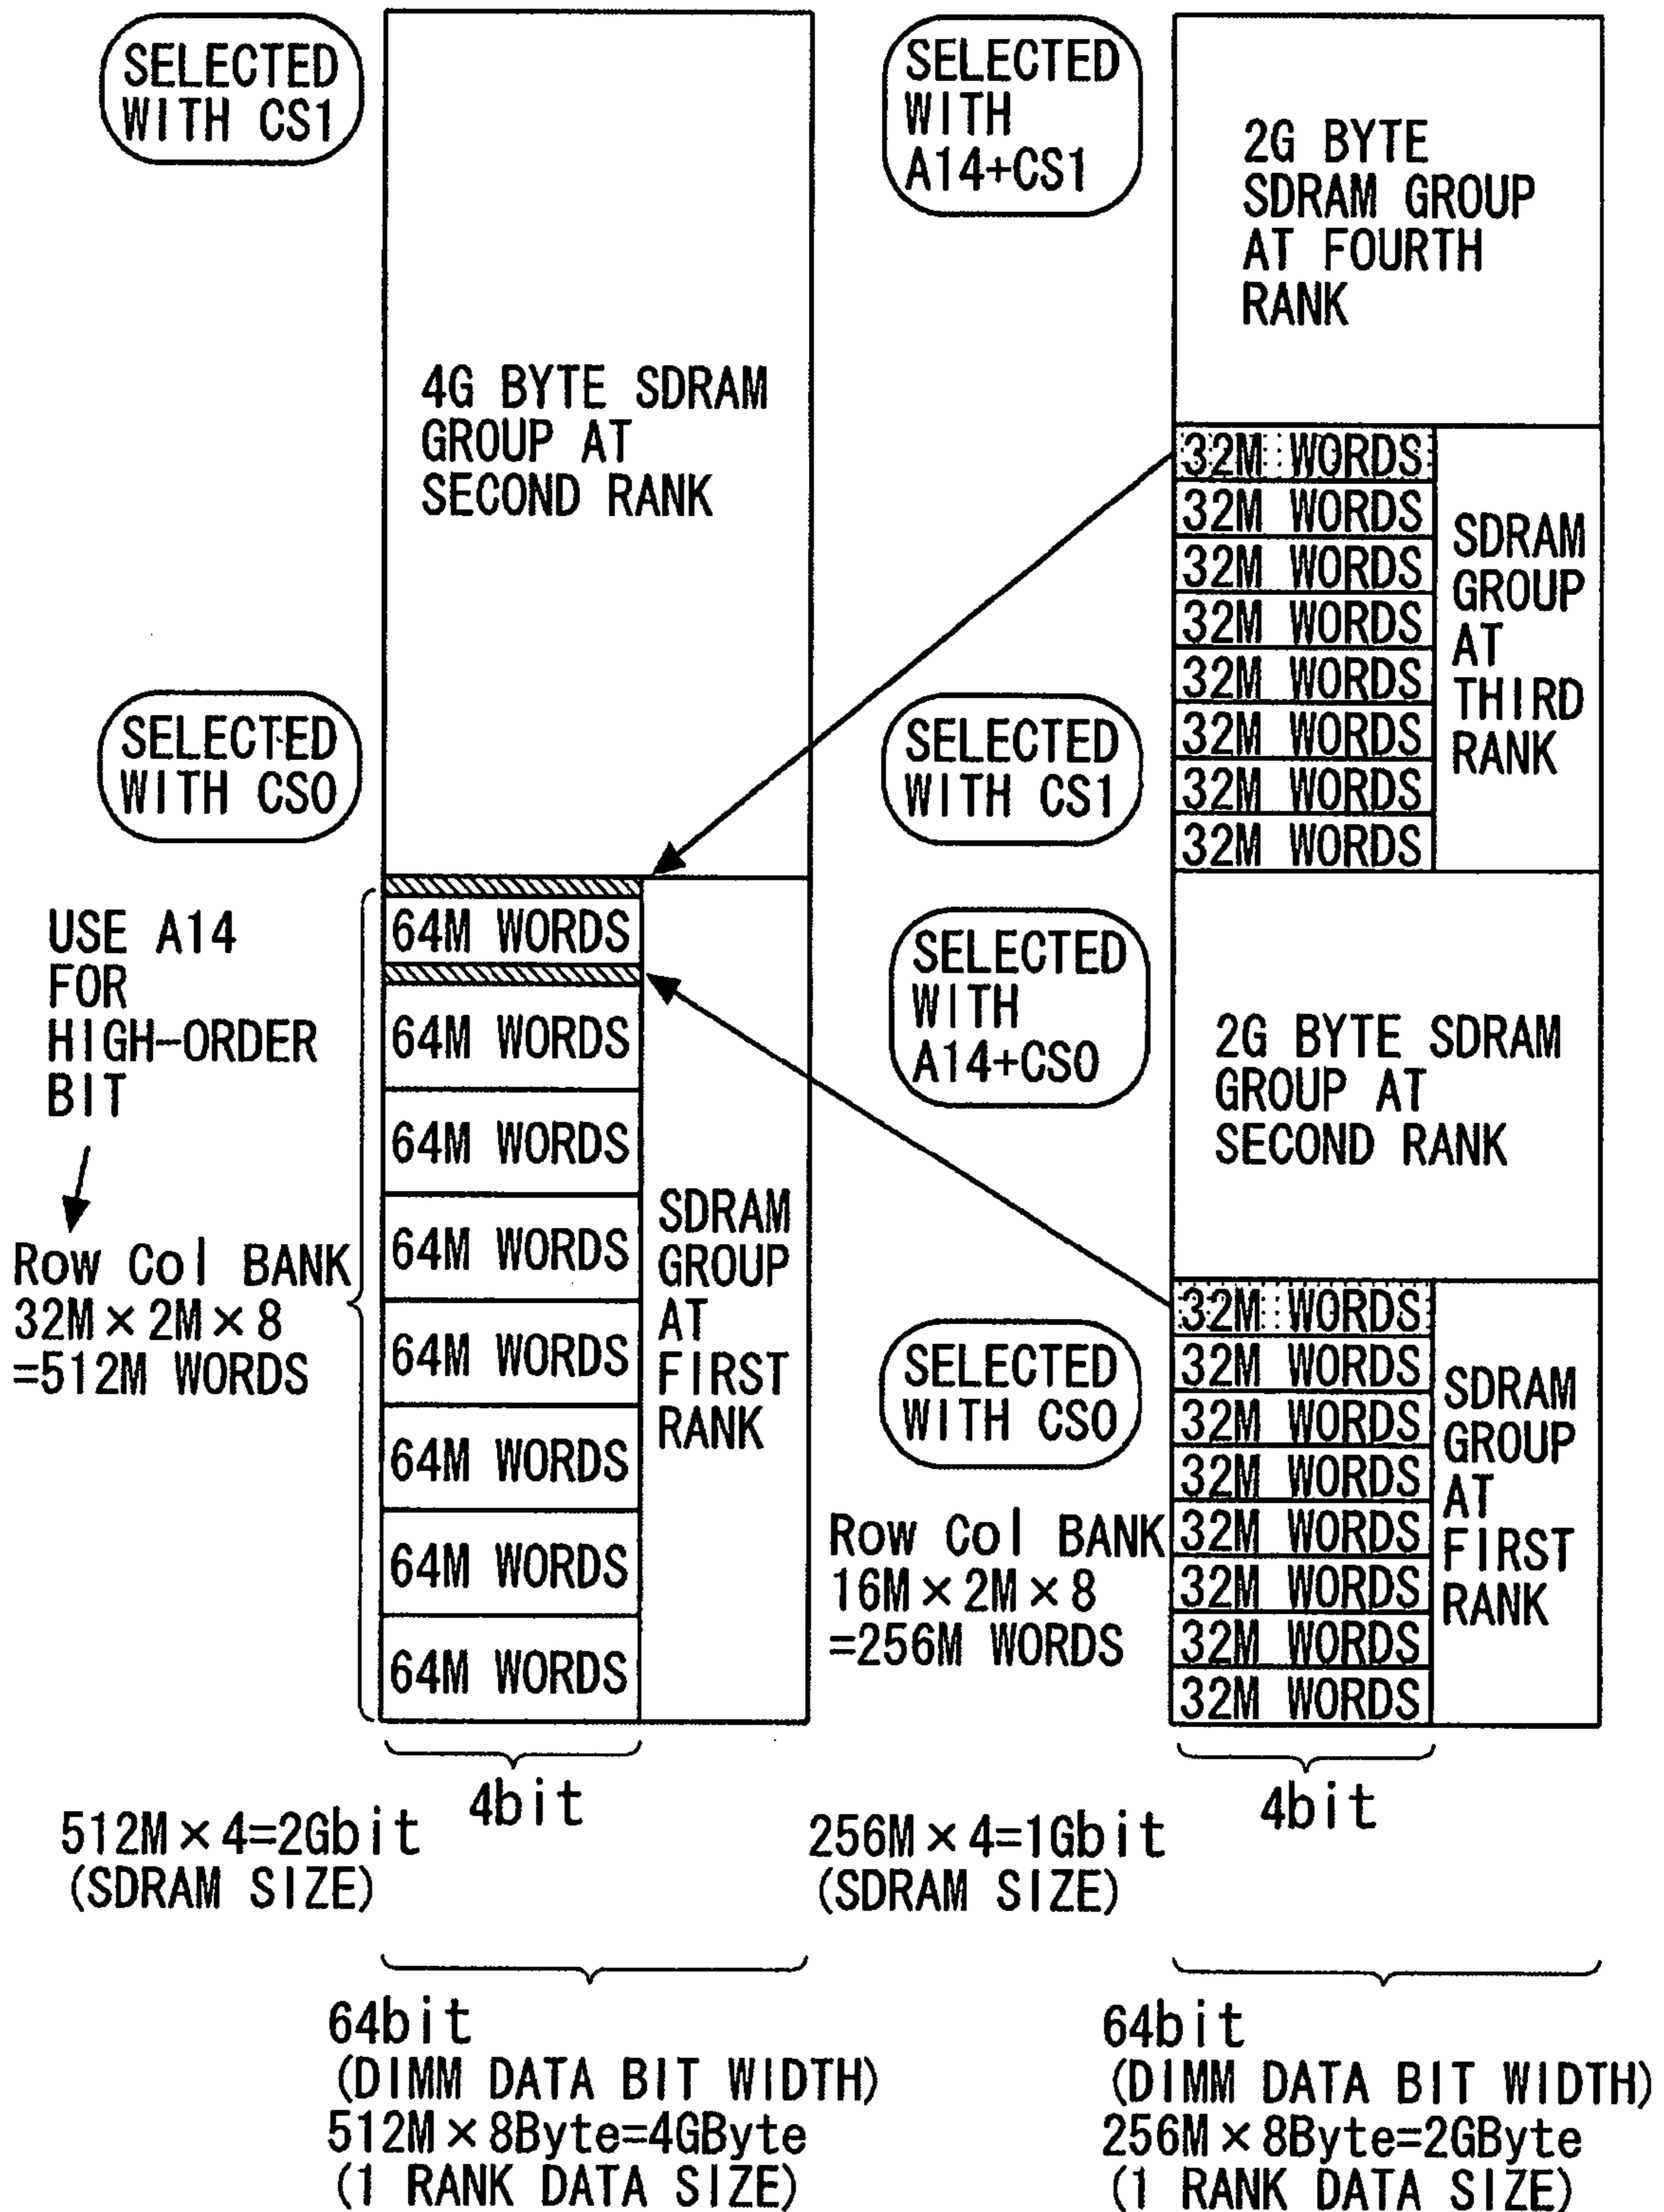 SELECTED
WITH CS1
4G BYTE SDRAM
GROUP AT
SECOND RANK
SELECTED
WITH CS0
USE A14
FOR
HIGH-ORDER
BIT
Row Col BANK
32M×2M×8
=512M WORDS
64M WORDS
64M WORDS
64M WORDS
64M WORDS
64M WORDS
64M WORDS
64M WORDS
64M WORDS
SDRAM
GROUP
AT
FIRST
RANK
4bit
512M×4=2Gbit
(SDRAM SIZE)
64bit
(DIMM DATA BIT WIDTH)
512M×8Byte=4GByte
(1 RANK DATA SIZE)
SELECTED
WITH
A14+CS1
2G BYTE
SDRAM GROUP
AT FOURTH
RANK
32M WORDS
32M WORDS
32M WORDS
32M WORDS
32M WORDS
32M WORDS
32M WORDS
32M WORDS
SDRAM
GROUP
AT
THIRD
RANK
SELECTED
WITH CS1
SELECTED
WITH
A14+CS0
2G BYTE SDRAM
GROUP AT
SECOND RANK
SELECTED
WITH CS0
Row Col BANK
16M×2M×8
=256M WORDS
32M WORDS
32M WORDS
32M WORDS
32M WORDS
32M WORDS
32M WORDS
32M WORDS
32M WORDS
SDRAM
GROUP
AT
FIRST
RANK
4bit
256M×4=1Gbit
(SDRAM SIZE)
64bit
(DIMM DATA BIT WIDTH)
256M×8Byte=2GByte
(1 RANK DATA SIZE)